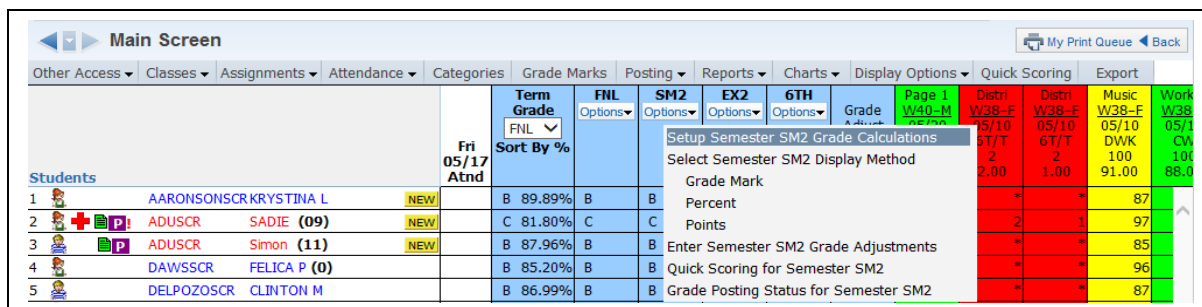 Main Screen
My Print Queue Back
Other Access Classes Assignments Attendance Categories Grade Marks Posting Reports Charts Display Options Quick Scoring Export
Students
Fri
05/17
Atnd
Term
Grade
FNL
Sort By %
FNL
Options
SM2
Options
EX2
Options
6TH
Options
Grade
Page 1
W40-M
Distri
W38-F
05/10
6T/T
2
2.00
Distri
W38-F
05/10
6T/T
2
1.00
Music
W38-F
05/10
DWK
100
91.00
Work
W38
05/1
CW
100
88.0
Setup Semester SM2 Grade Calculations
Select Semester SM2 Display Method
Grade Mark
Percent
Points
Enter Semester SM2 Grade Adjustments
Quick Scoring for Semester SM2
Grade Posting Status for Semester SM2
1 AARONSONSCR KRYSTINA L NEW B 89.89% B B * * 87
2 P! ADUSCR SADIE (09) NEW C 81.80% C C 2 1 97
3 P ADUSCR Simon (11) NEW B 87.96% B B * * 85
4 DAWSSCR FELICA P (0) B 85.20% B B * * 96
5 DELPOZOSCR CLINTON M B 86.99% B B * * 87